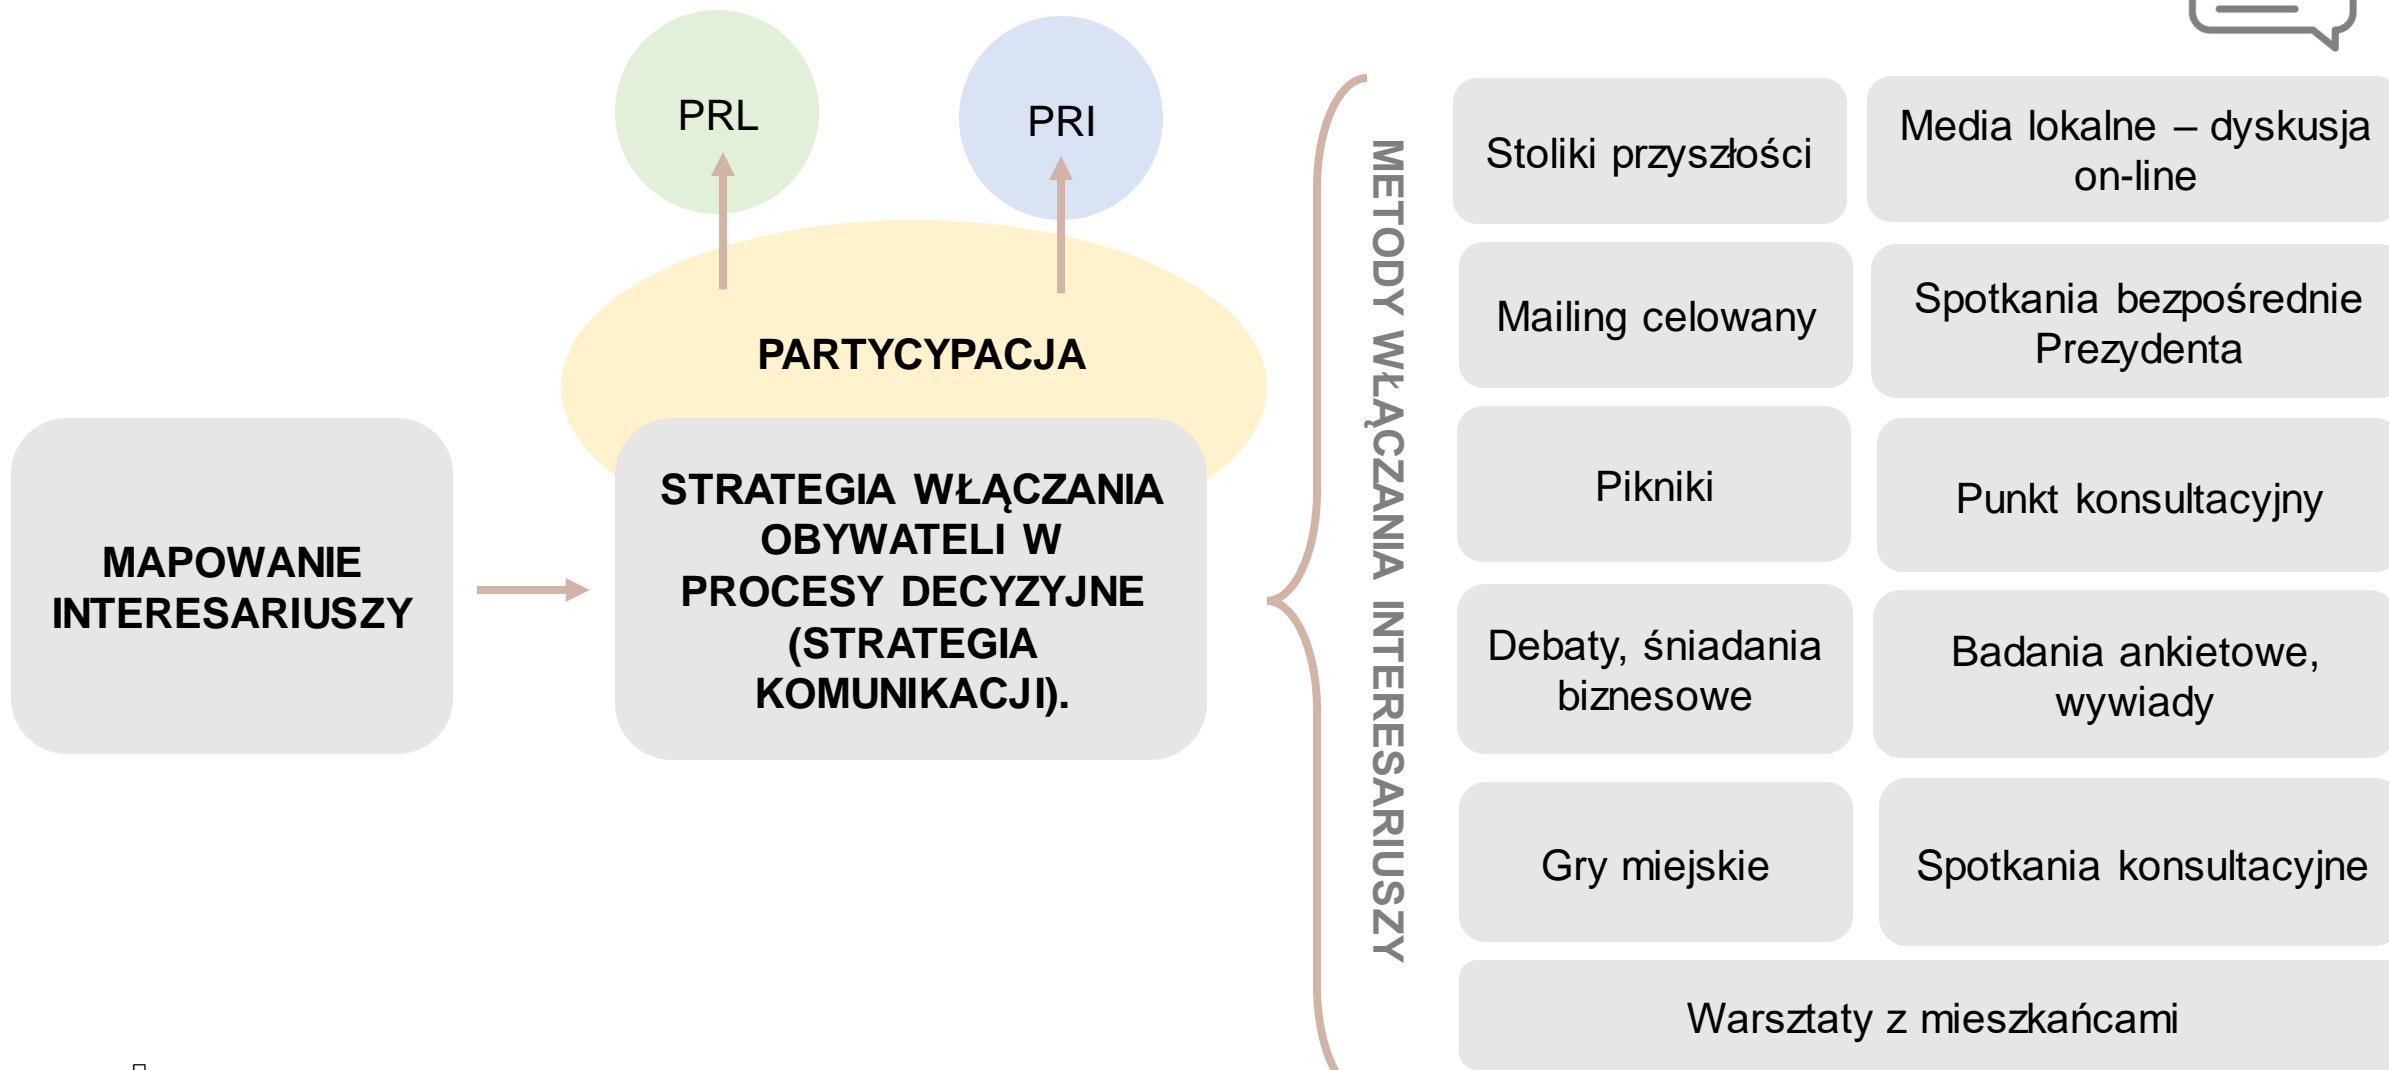 PRL
PRI
PARTYCYPACJA
MAPOWANIE
INTERESARIUSZY
STRATEGIA WŁĄCZANIA
OBYWATELI W
PROCESY DECYZYJNE
(STRATEGIA
KOMUNIKACJI).
METODY WŁĄCZANIA INTERESARIUSZY
Stoliki przyszłości
Media lokalne – dyskusja
on-line
Mailing celowany
Spotkania bezpośrednie
Prezydenta
Pikniki
Punkt konsultacyjny
Debaty, śniadania
biznesowe
Badania ankietowe,
wywiady
Gry miejskie
Spotkania konsultacyjne
Warsztaty z mieszkańcami